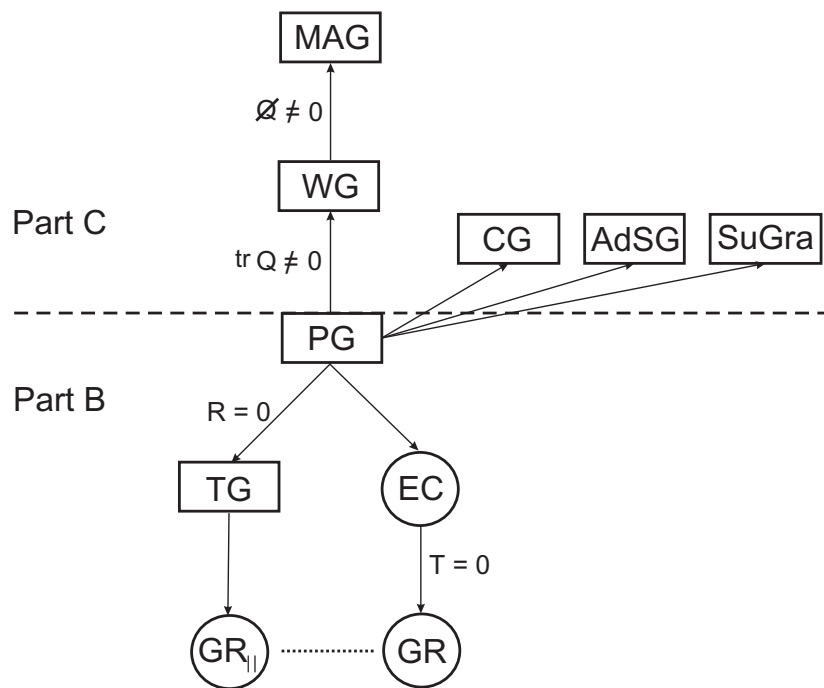 MAG
Q̸ ≠ 0
WG
Part C
CG
AdSG
SuGra
tr Q ≠ 0
PG
Part B
R = 0
TG
EC
T = 0
GR||
GR